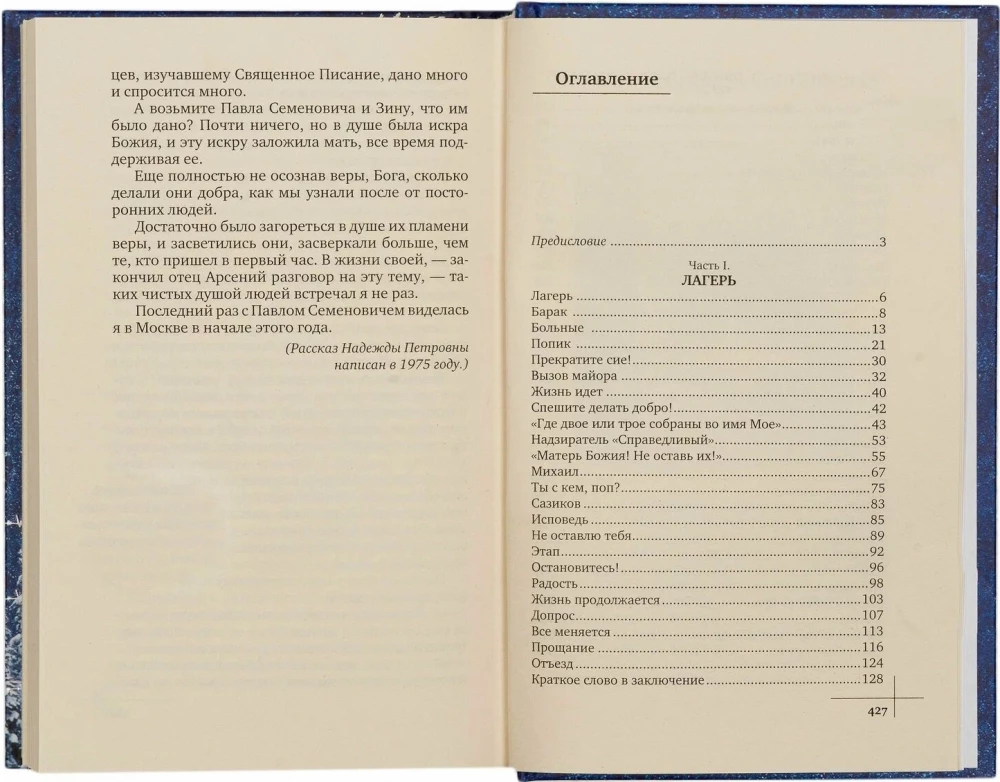 цев, изучавшему Священное Писание, дано много
и спросится много.
А возьмите Павла Семеновича и Зину, что им
было дано? Почти ничего, но в душе была искра
Божия, и эту искру заложила мать, все время под-
держивая ее.
Еще полностью не осознав веры, Бога, сколько
делали они добра, как мы узнали после от посто-
ронних людей.
Достаточно было загореться в душе их пламени
веры, и засветились они, засверкали больше, чем
те, кто пришел в первый час. В жизни своей, — за-
кончил отец Арсений разговор на эту тему, — та-
ких чистых душой людей встречал я не раз.
Последний раз с Павлом Семеновичем виделась
я в Москве в начале этого года.
(Рассказ Надежды Петровны
написан в 1975 году.)
Оглавление
Предисловие ..... 3
Часть I.
ЛАГЕРЬ
Лагерь ..... 6
Барак ..... 8
Больные ..... 13
Попик ..... 21
Прекратите сие! ..... 30
Вызов майора ..... 32
Жизнь идет ..... 40
Спешите делать добро! ..... 42
«Где двое или трое собраны во имя Мое» ..... 43
Надзиратель «Справедливый» ..... 53
«Матерь Божия! Не оставь их!» ..... 55
Михаил ..... 67
Ты с кем, поп? ..... 75
Сазиков ..... 83
Исповедь ..... 85
Не оставлю тебя ..... 89
Этап ..... 92
Остановитесь! ..... 96
Радость ..... 98
Жизнь продолжается ..... 103
Допрос ..... 107
Все меняется ..... 113
Прощание ..... 116
Отъезд ..... 124
Краткое слово в заключение ..... 128
427